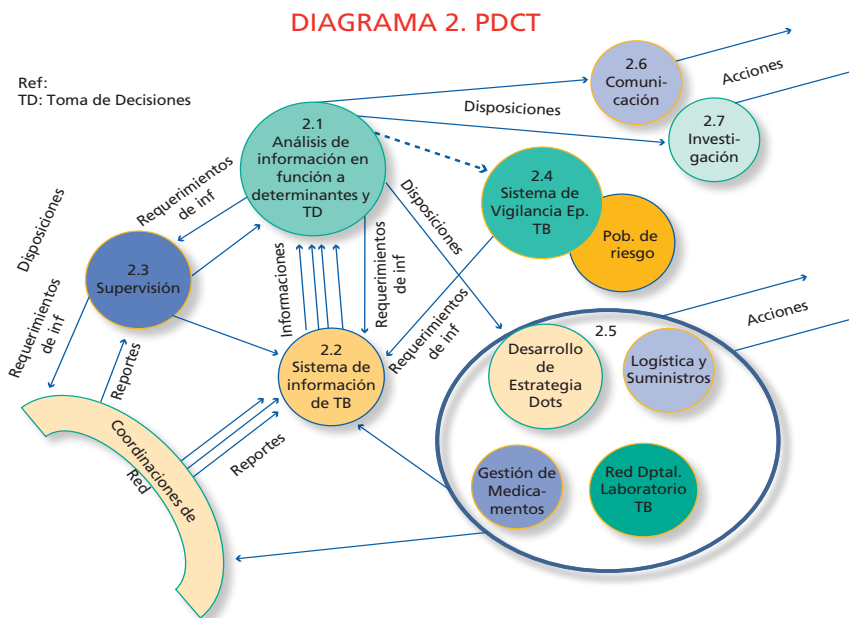 DIAGRAMA 2. PDCT
Ref:
TD: Toma de Decisiones
2.6
Comuni-
cación
Acciones
Disposiciones
2.7
Investi-
gación
2.1
Análisis de
información en
función a
determinantes y
TD
Requerimientos
de inf
Disposiciones
2.4
Sistema de
Vigilancia Ep.
TB
Pob. de
riesgo
Disposiciones
2.3
Supervisión
Informaciones
Requerimientos
de inf
Requerimientos
de inf
Requerimientos
de inf
Reportes
2.2
Sistema de
información
de TB
Reportes
Coordinaciones de
Red
2.5
Acciones
Desarrollo
de
Estrategia
Dots
Logística y
Suministros
Gestión de
Medica-
mentos
Red Dptal.
Laboratorio
TB